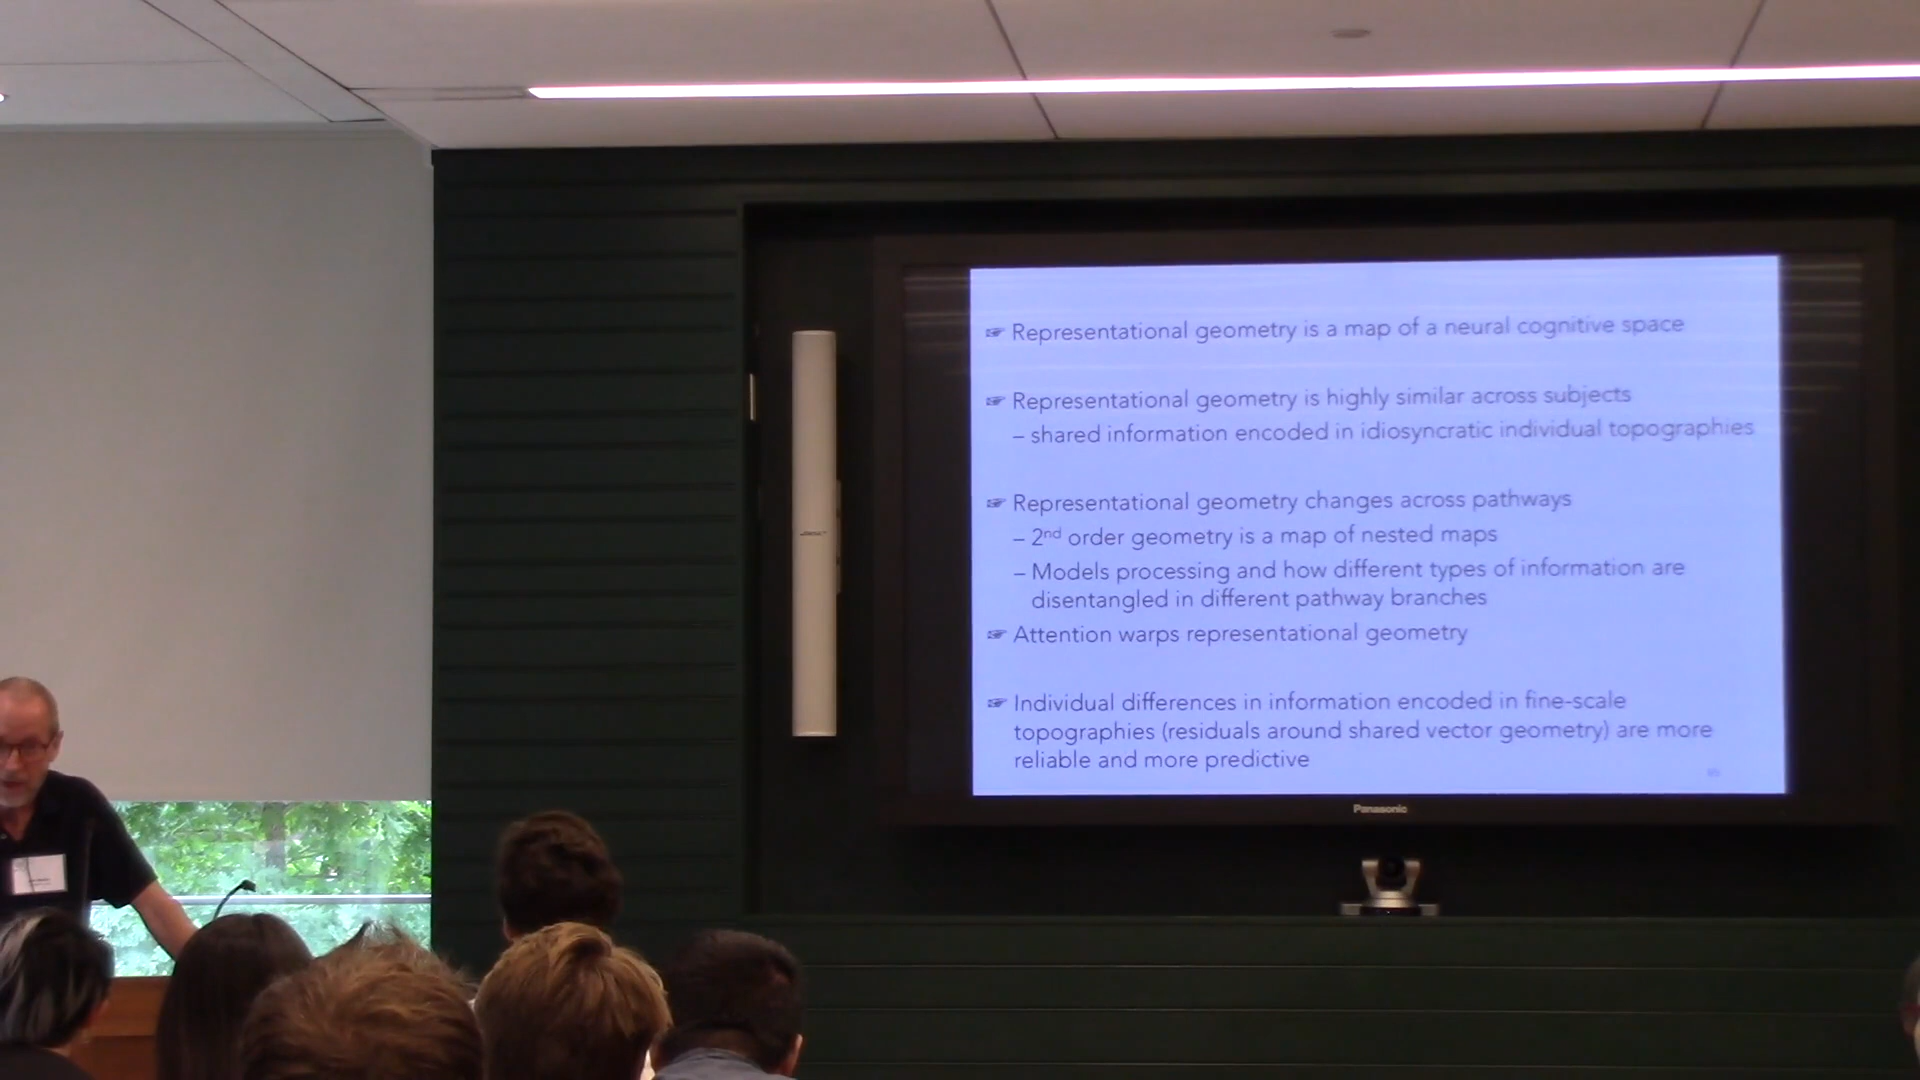 ☞ Representational geometry is a map of a neural cognitive space
☞ Representational geometry is highly similar across subjects
– shared information encoded in idiosyncratic individual topographies
☞ Representational geometry changes across pathways
– 2nd order geometry is a map of nested maps
– Models processing and how different types of information are
disentangled in different pathway branches
☞ Attention warps representational geometry
☞ Individual differences in information encoded in fine-scale
topographies (residuals around shared vector geometry) are more
reliable and more predictive
Panasonic